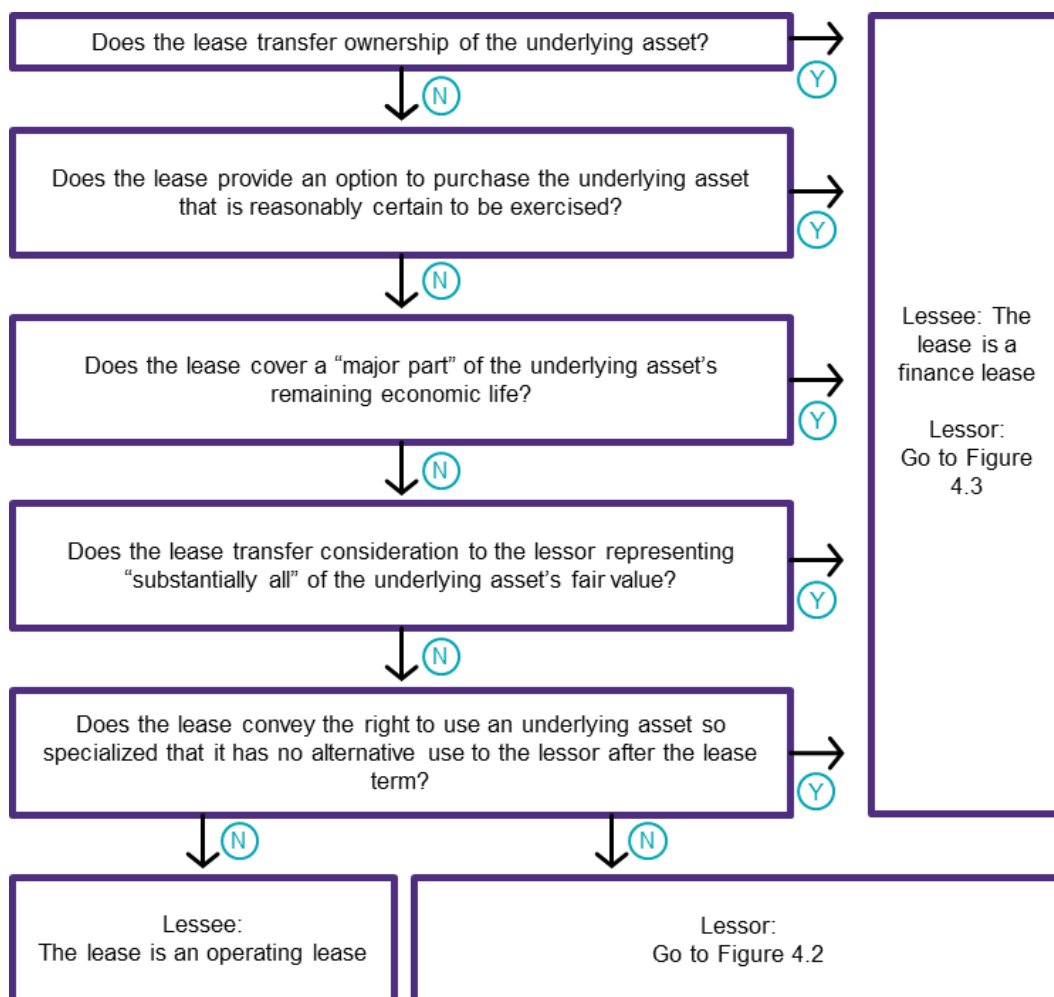 Does the lease transfer ownership of the underlying asset?
Y
N
Does the lease provide an option to purchase the underlying asset
that is reasonably certain to be exercised?
Y
N
Does the lease cover a “major part” of the underlying asset’s
remaining economic life?
Y
N
Does the lease transfer consideration to the lessor representing
“substantially all” of the underlying asset’s fair value?
Y
N
Does the lease convey the right to use an underlying asset so
specialized that it has no alternative use to the lessor after the lease
term?
Y
N
N
Lessee: The
lease is a
finance lease
Lessor:
Go to Figure
4.3
Lessee:
The lease is an operating lease
Lessor:
Go to Figure 4.2